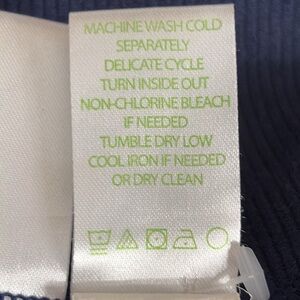 MACHINE WASH COLD
SEPARATELY
DELICATE CYCLE
TURN INSIDE OUT
NON-CHLORINE BLEACH
IF NEEDED
TUMBLE DRY LOW
COOL IRON IF NEEDED
OR DRY CLEAN